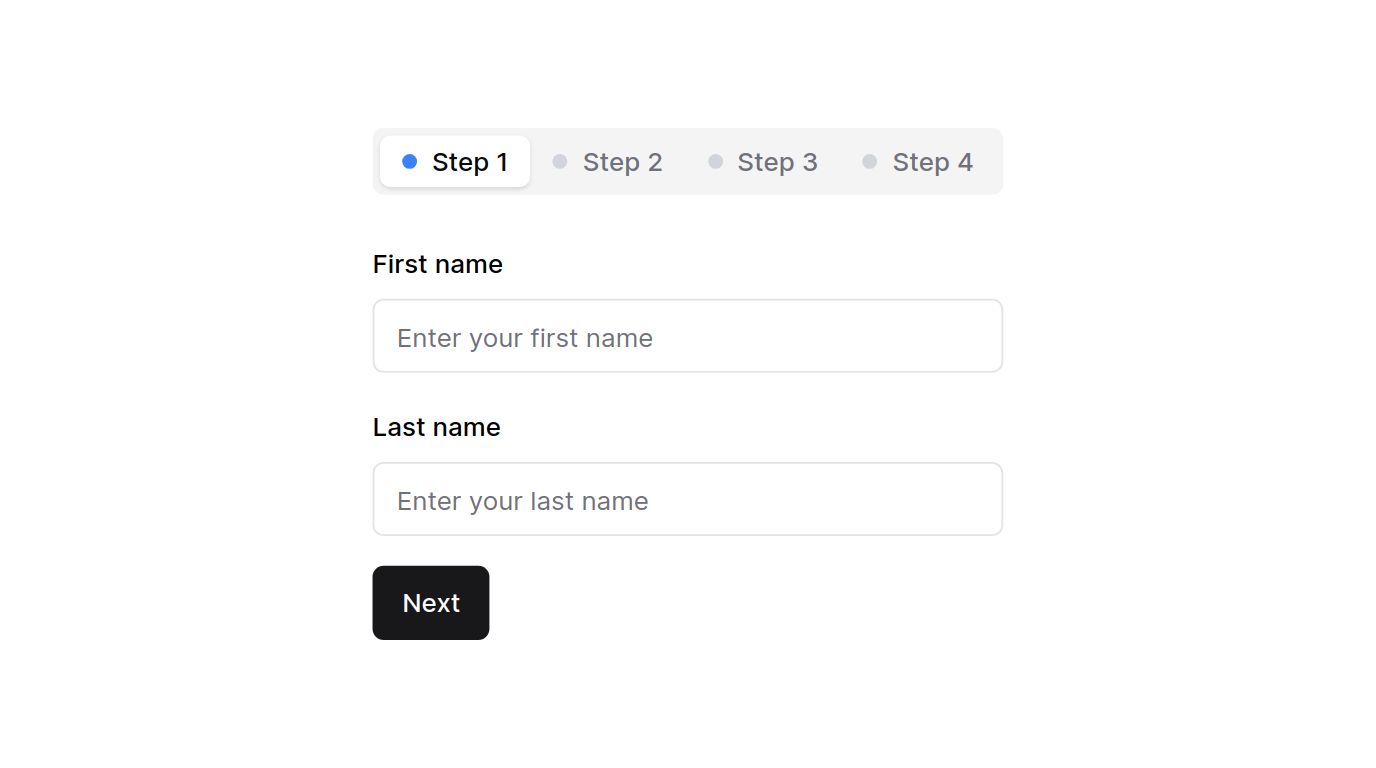 Step 1 Step 2 Step 3 Step 4
First name
Enter your first name
Last name
Enter your last name
Next